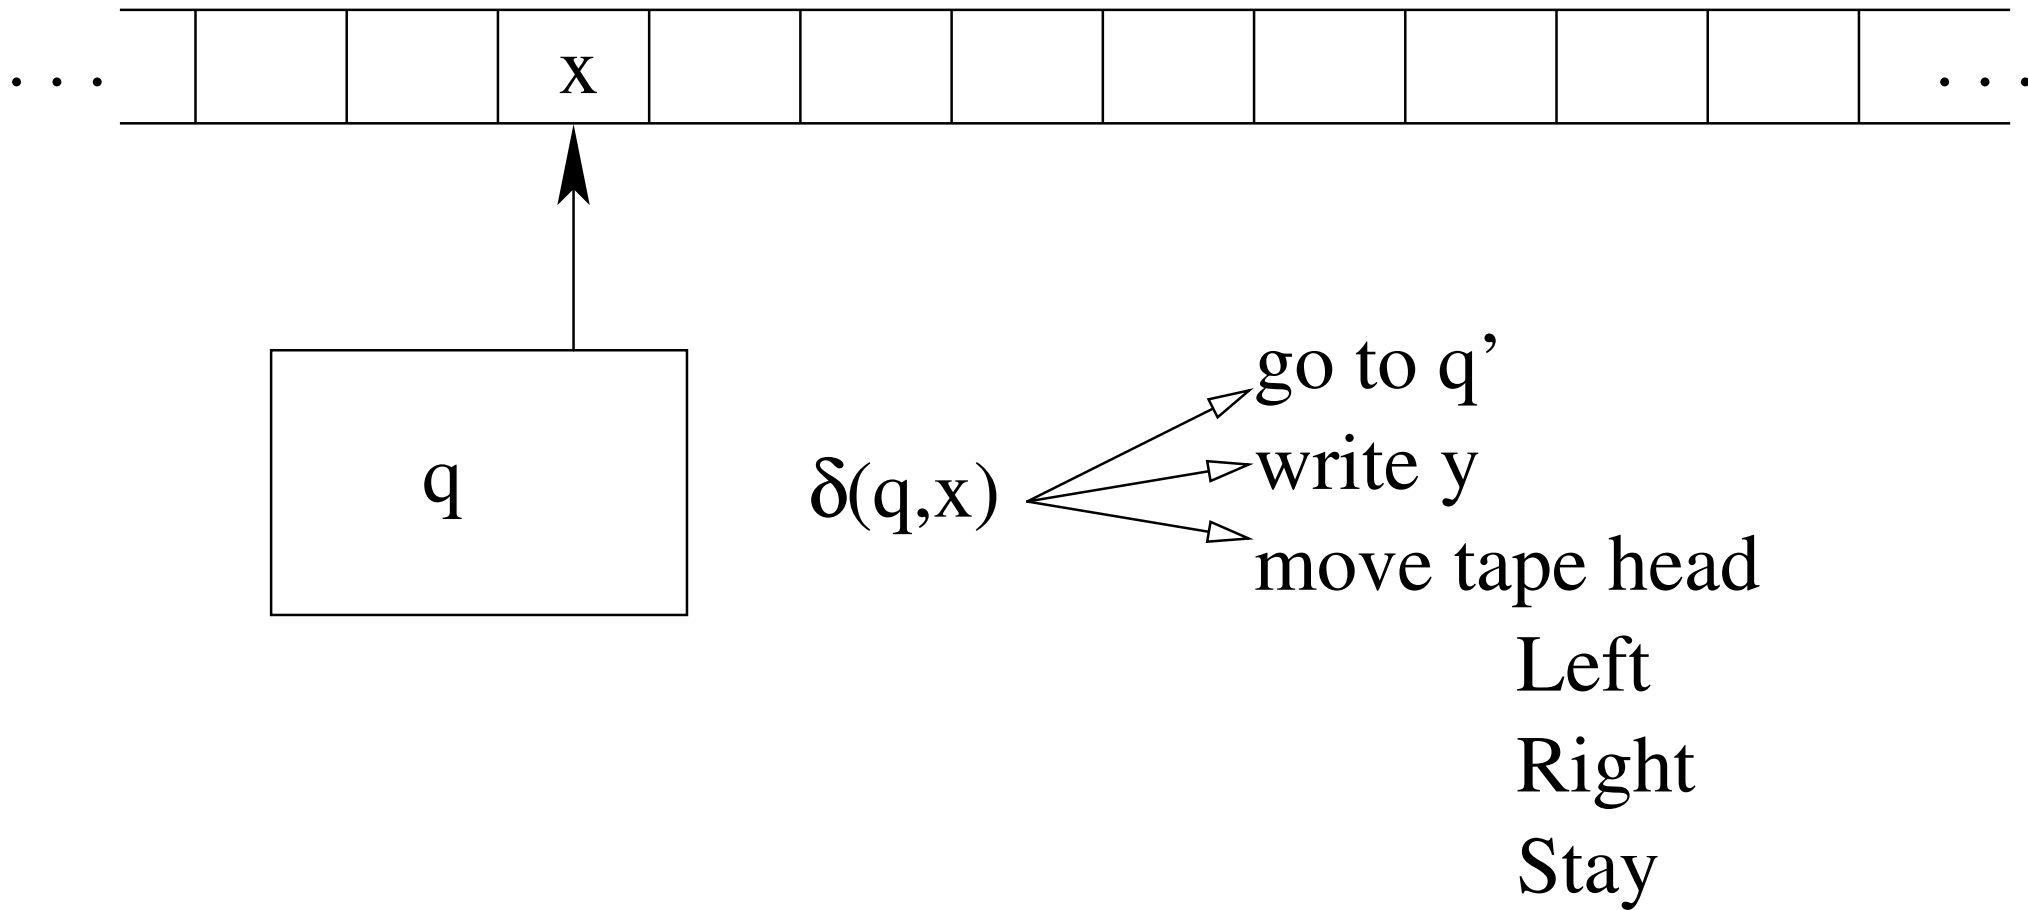 . . . x . . .
go to q’
q δ(q,x) write y
move tape head
Left
Right
Stay